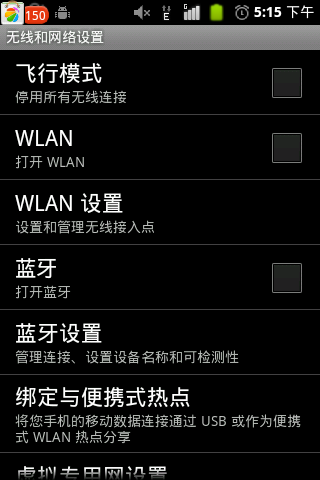 150
E
G
5:15 下午
无线和网络设置
飞行模式
停用所有无线连接
WLAN
打开 WLAN
WLAN 设置
设置和管理无线接入点
蓝牙
打开蓝牙
蓝牙设置
管理连接、设置设备名称和可检测性
绑定与便携式热点
将您手机的移动数据连接通过 USB 或作为便携
式 WLAN 热点分享
虚拟专用网设置